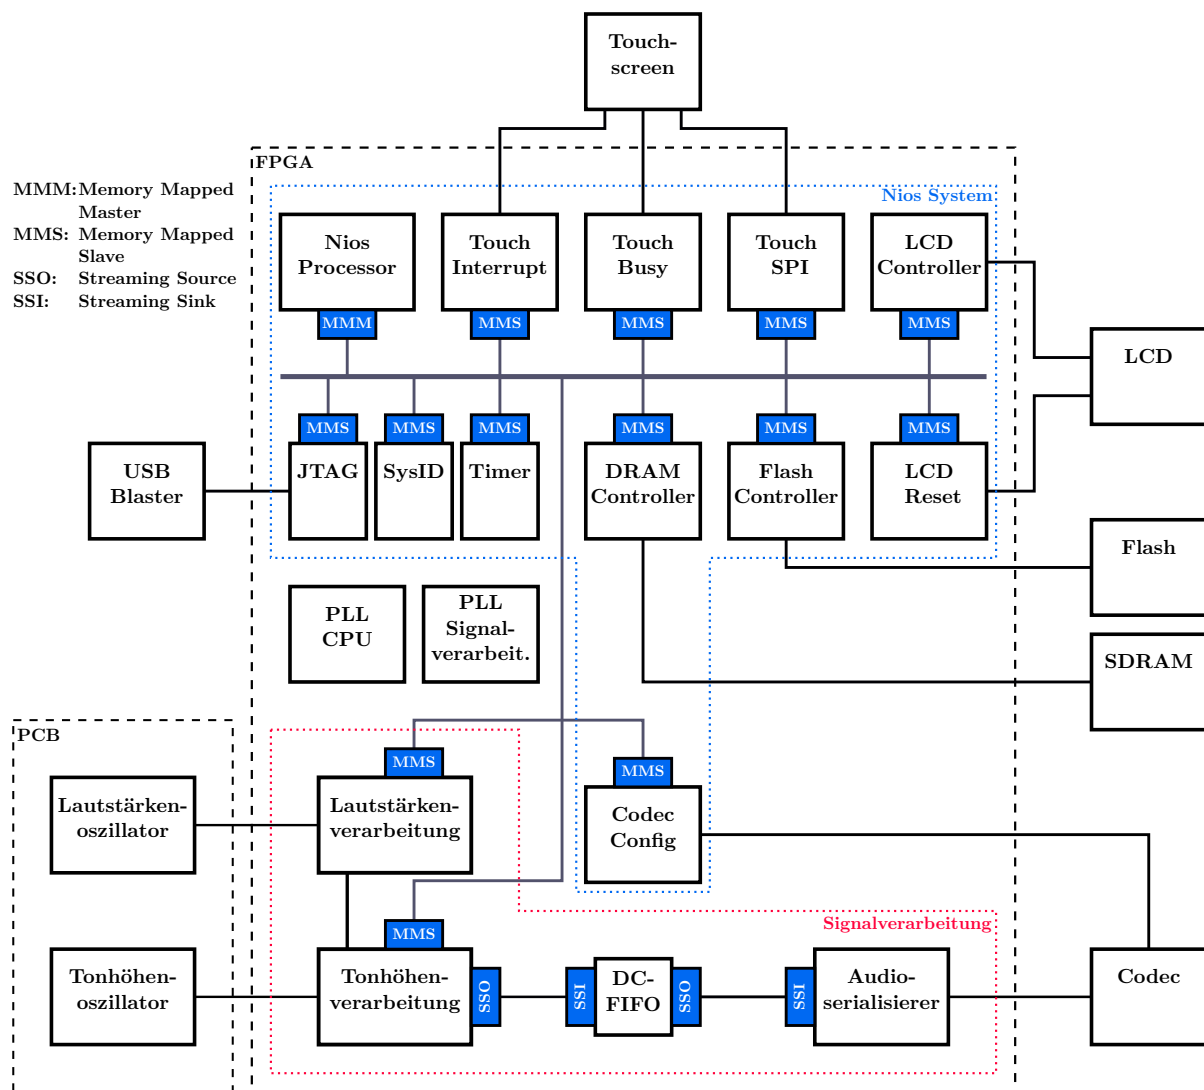 Touch-
screen
FPGA
MMM: Memory Mapped
Master
MMS: Memory Mapped
Slave
SSO: Streaming Source
SSI: Streaming Sink
Nios System
Nios
Processor
MMM
Touch
Interrupt
MMS
Touch
Busy
MMS
Touch
SPI
MMS
LCD
Controller
MMS
LCD
USB
Blaster
MMS
JTAG
MMS
SysID
MMS
Timer
MMS
DRAM
Controller
MMS
Flash
Controller
MMS
LCD
Reset
Flash
SDRAM
PLL
CPU
PLL
Signal-
verarbeit.
PCB
Lautstärken-
oszillator
MMS
Lautstärken-
verarbeitung
MMS
Codec
Config
Signalverarbeitung
Tonhöhen-
oszillator
MMS
Tonhöhen-
verarbeitung
SSO
SSI
DC-
FIFO
SSO
SSI
Audio-
serialisierer
Codec